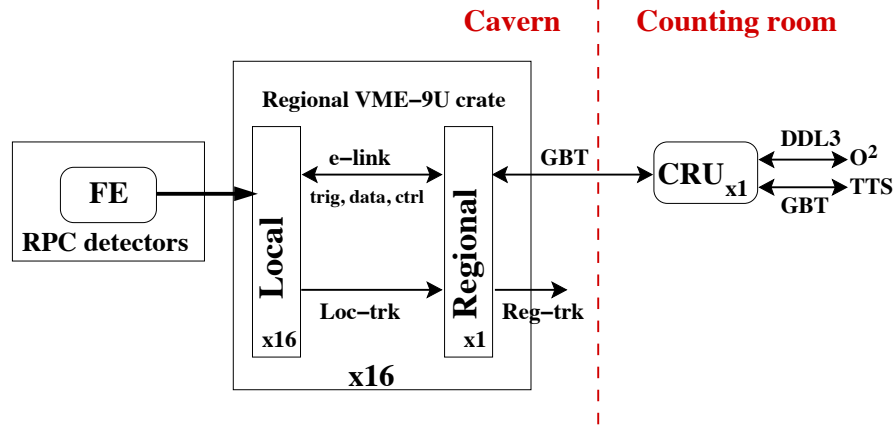 Cavern
Counting room
Regional VME−9U crate
FE
RPC detectors
Local
x16
e−link
trig, data, ctrl
Loc−trk
Regional
x1
x16
GBT
Reg−trk
CRU x1
DDL3
O²
TTS
GBT